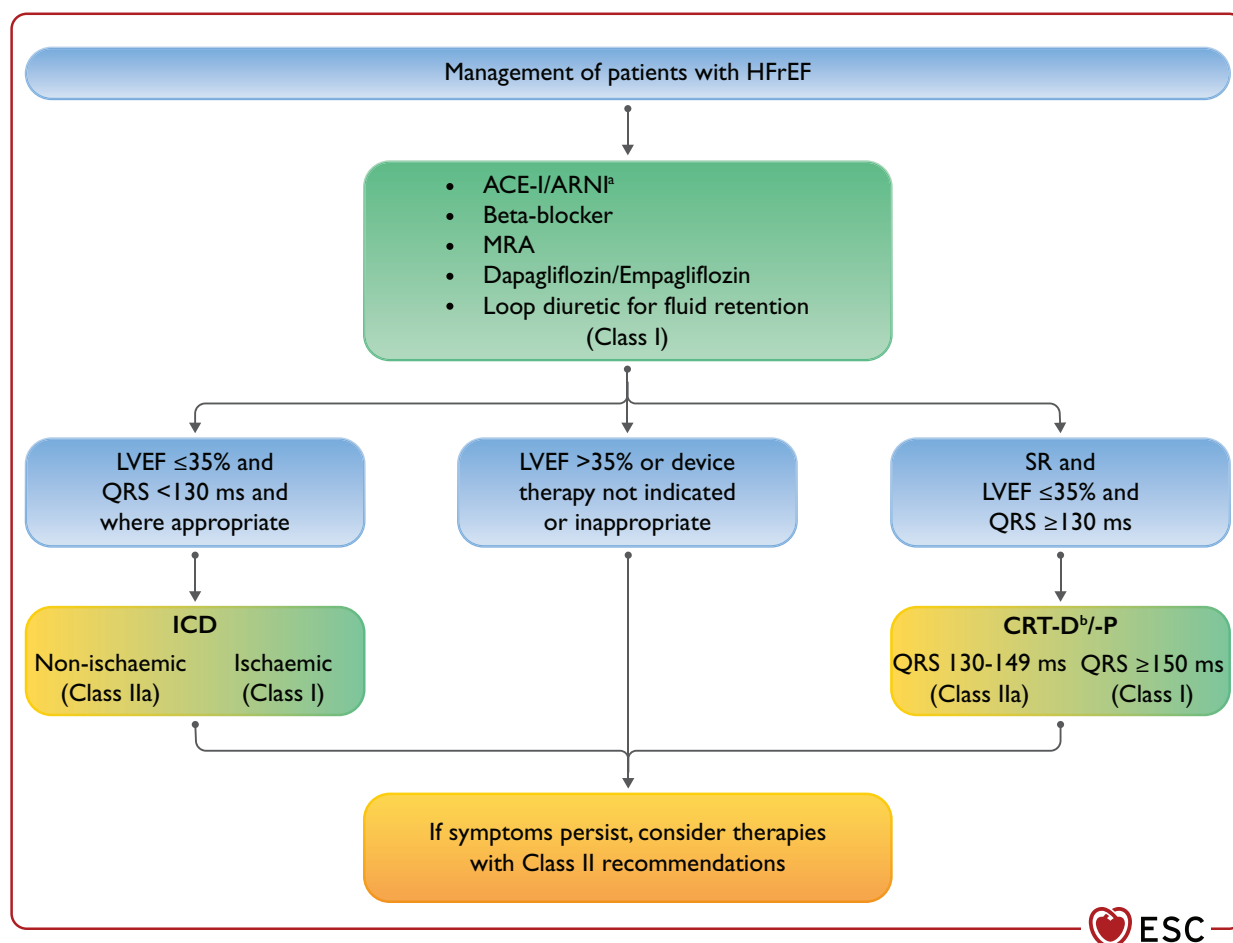 Management of patients with HFrEF
• ACE-I/ARNIᵃ
• Beta-blocker
• MRA
• Dapagliflozin/Empagliflozin
• Loop diuretic for fluid retention
(Class I)
LVEF ≤35% and
QRS <130 ms and
where appropriate
LVEF >35% or device
therapy not indicated
or inappropriate
SR and
LVEF ≤35% and
QRS ≥130 ms
ICD
Non-ischaemic
(Class IIa)
Ischaemic
(Class I)
CRT-Dᵇ/-P
QRS 130-149 ms
(Class IIa)
QRS ≥150 ms
(Class I)
If symptoms persist, consider therapies
with Class II recommendations
ESC